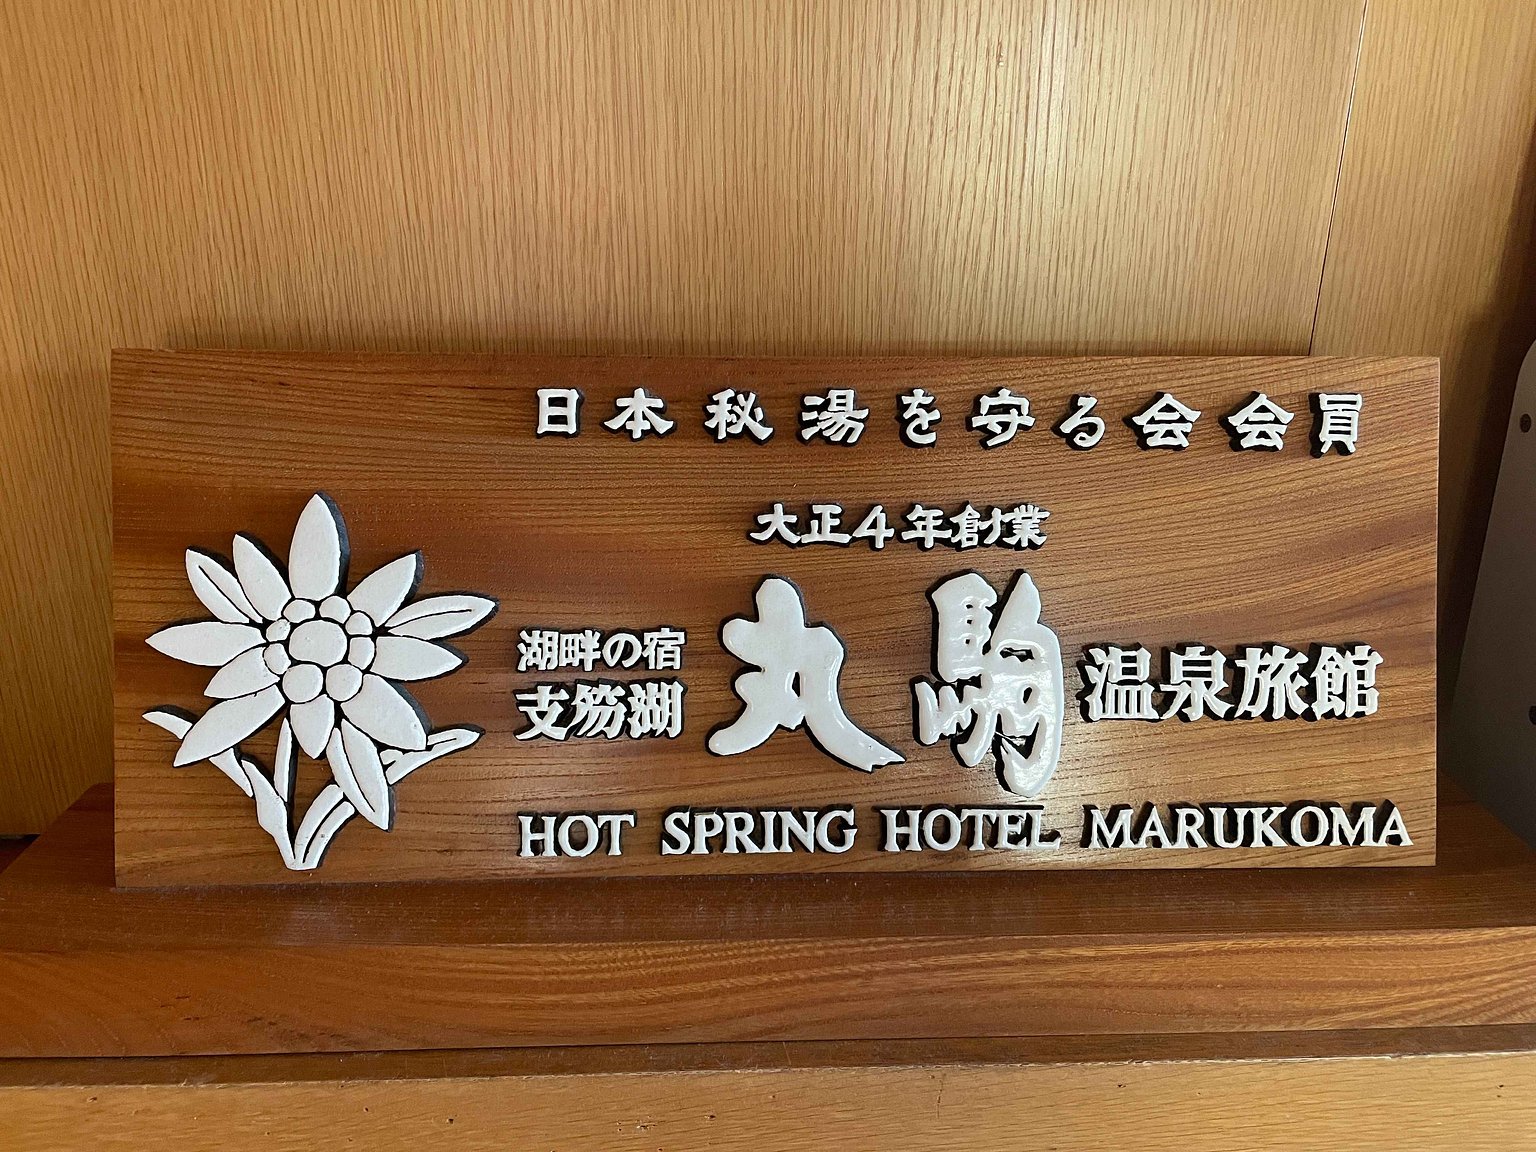 日本秘湯を守る会会員
大正4年創業
湖畔の宿
支笏湖
丸駒温泉旅館
HOT SPRING HOTEL MARUKOMA